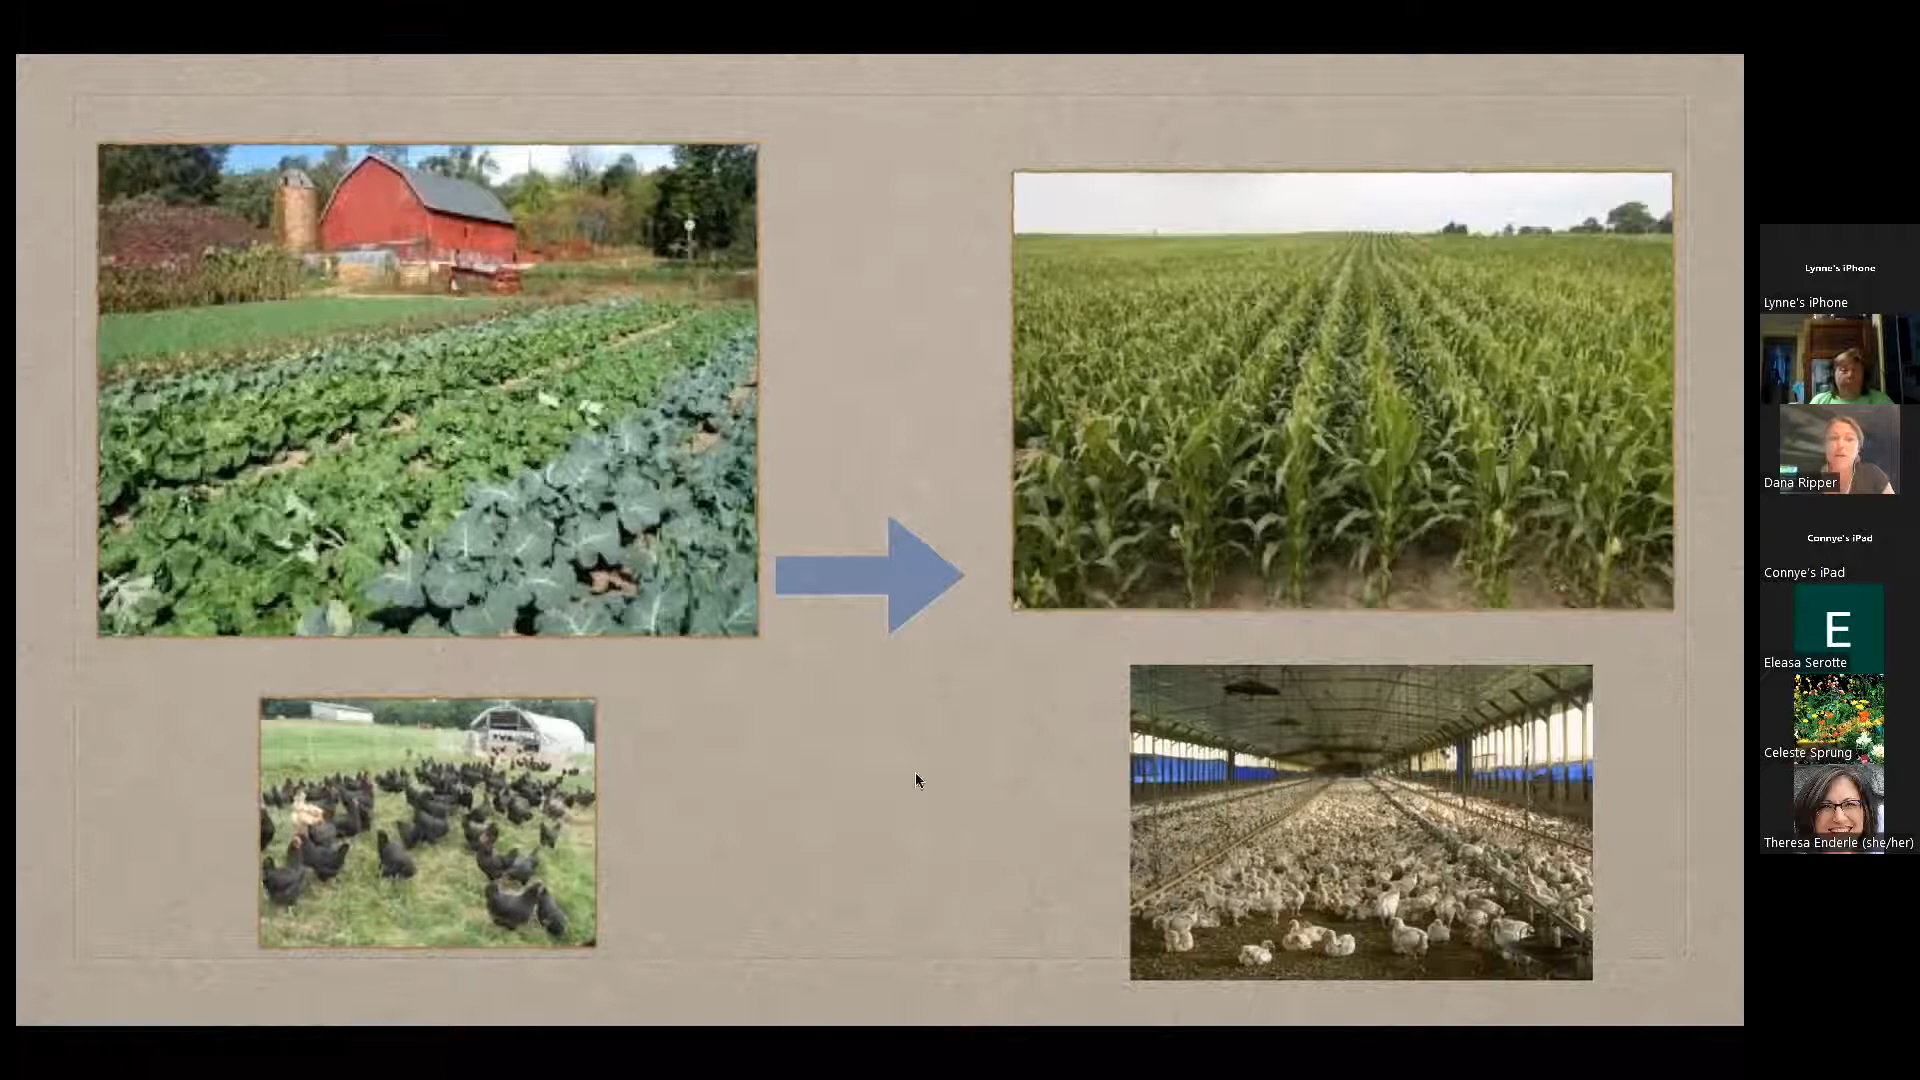 Lynne's iPhone
Lynne's iPhone
Dana Ripper
Connye's iPad
Connye's iPad
E
Eleasa Serotte
Celeste Sprung
Theresa Enderle (she/her)